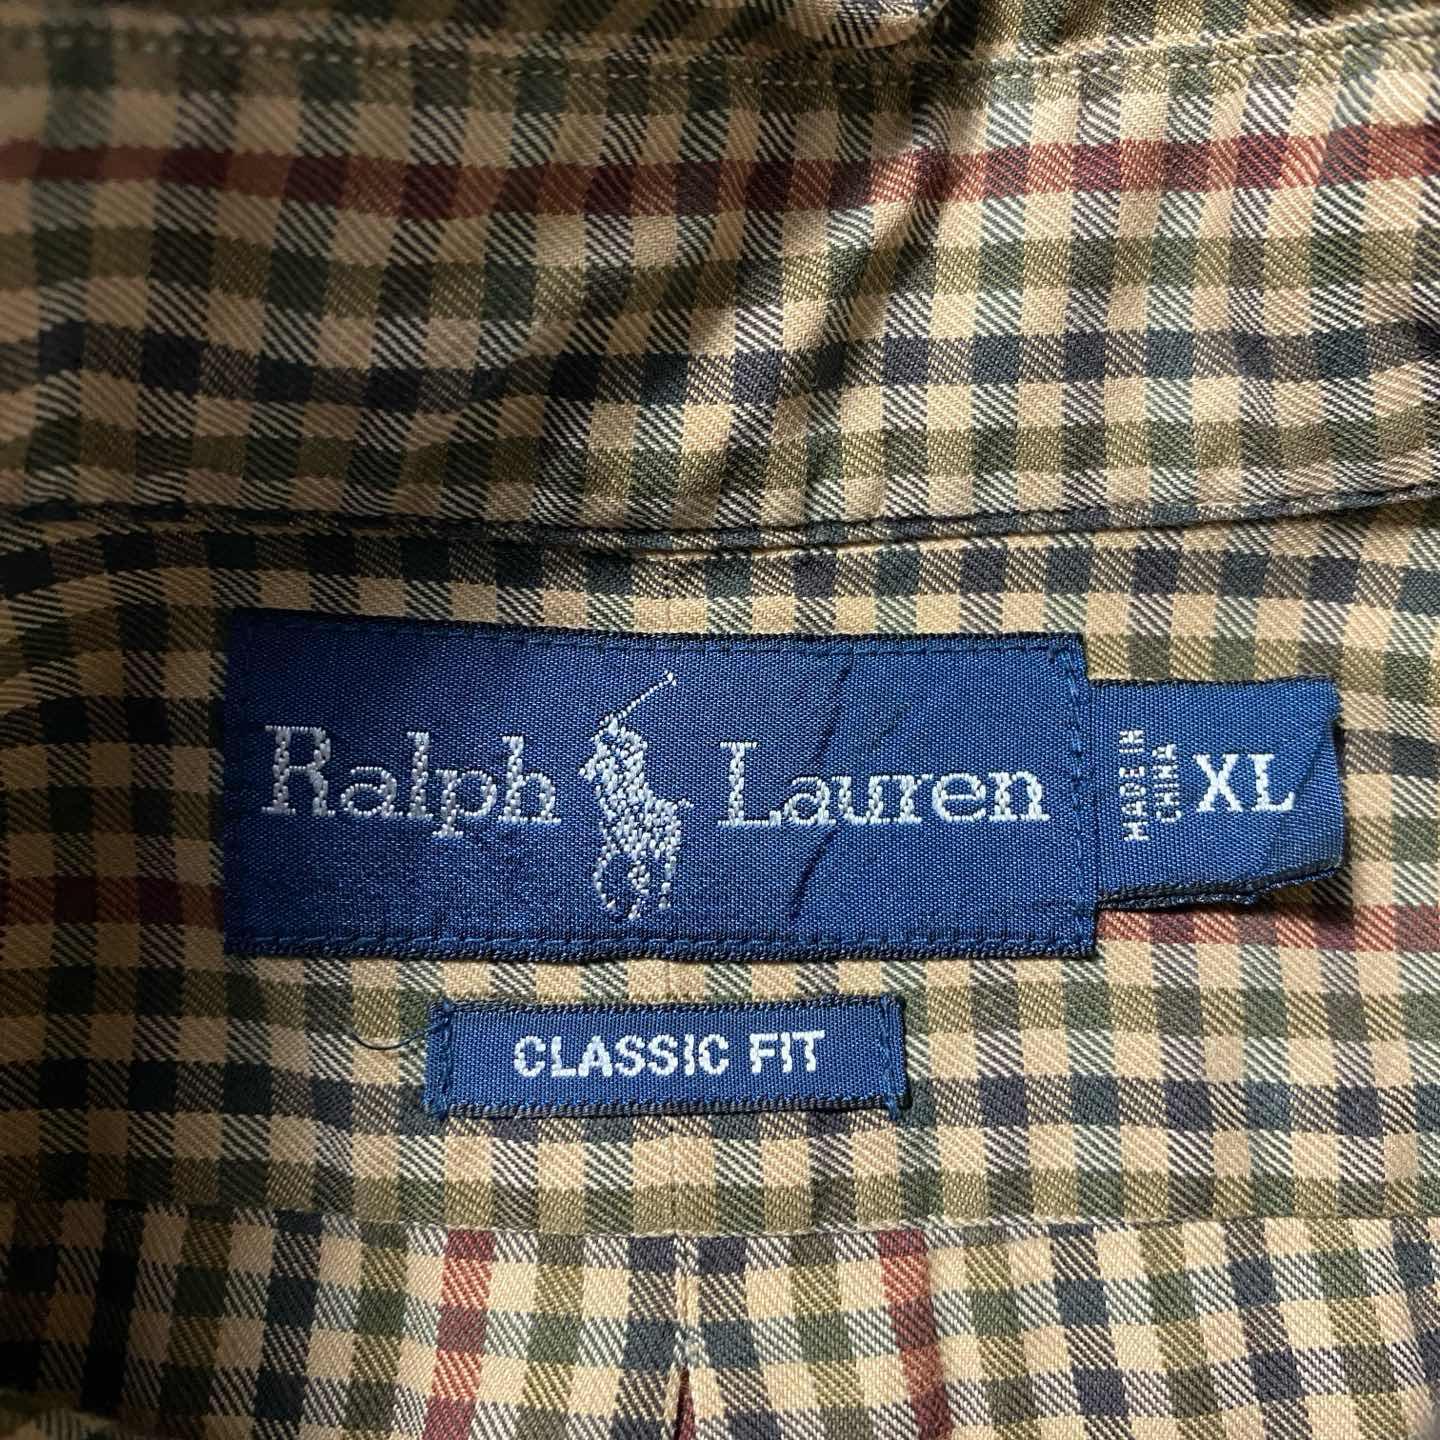 Ralph Lauren
MADE IN
CHINA
XL
CLASSIC FIT